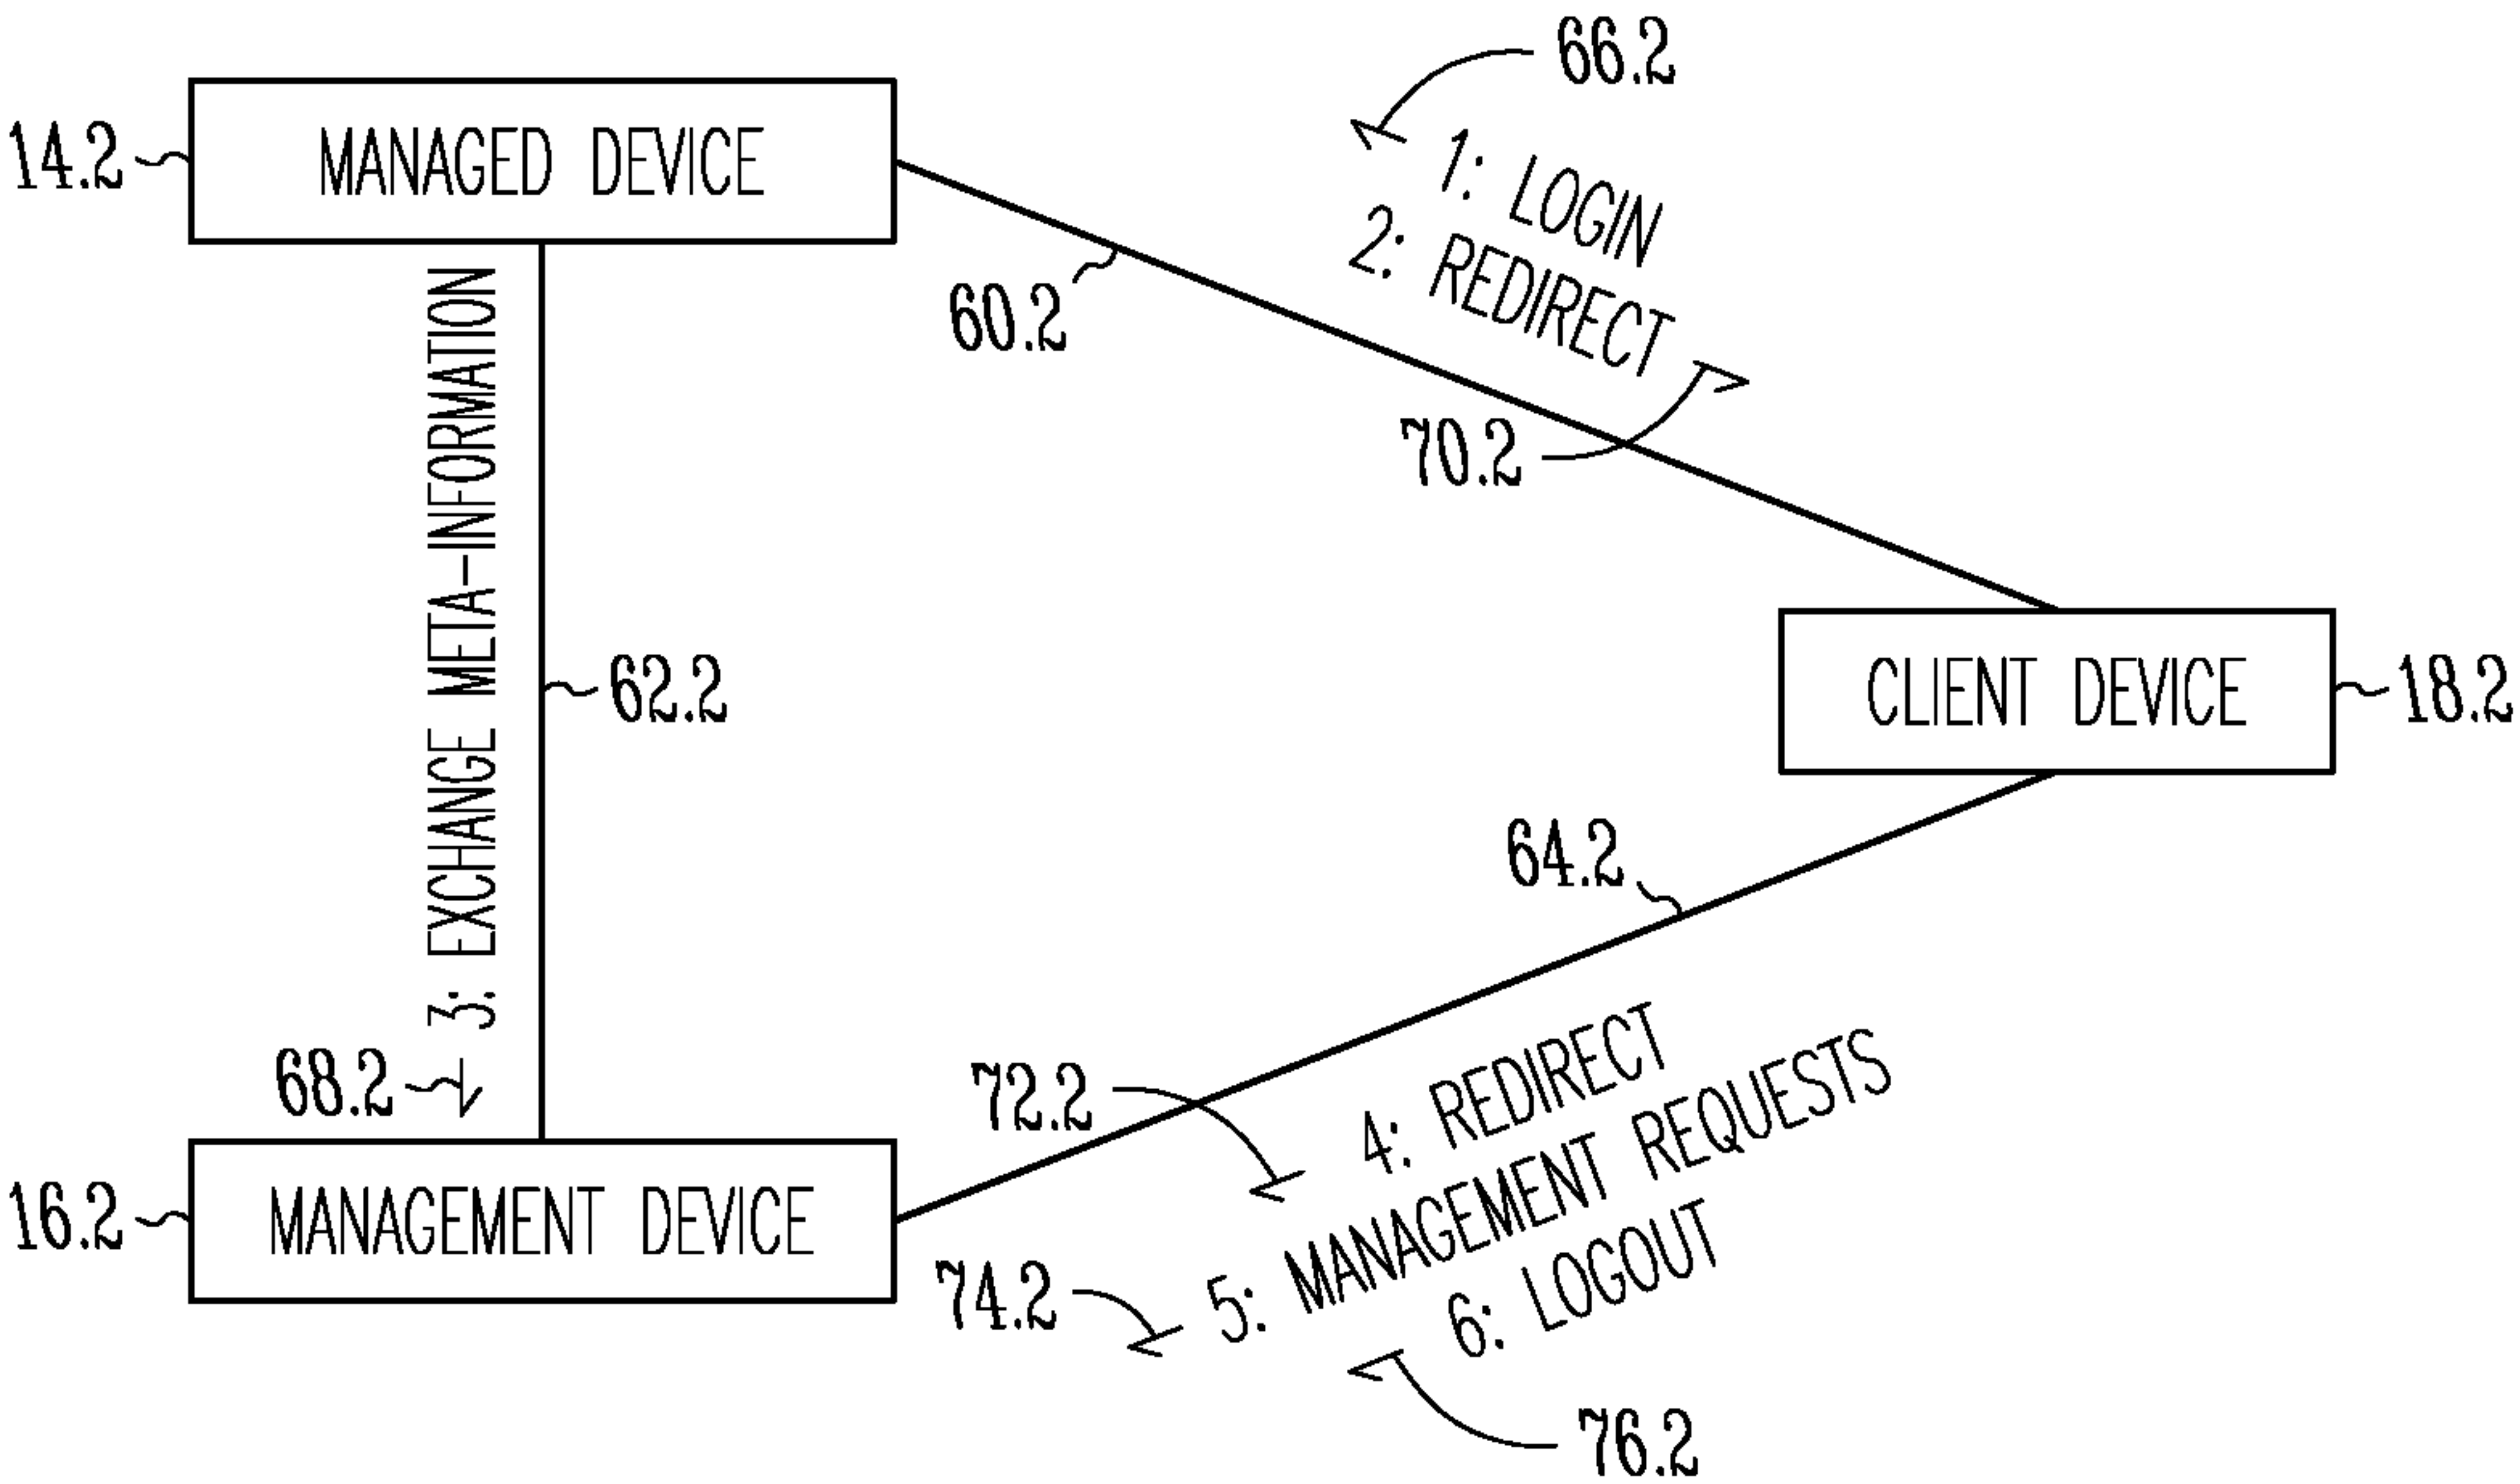 66.2
14.2
MANAGED DEVICE
1: LOGIN
2: REDIRECT
60.2
70.2
3: EXCHANGE META-INFORMATION
62.2
CLIENT DEVICE
18.2
64.2
68.2
72.2
4: REDIRECT
5: MANAGEMENT REQUESTS
6: LOGOUT
16.2
MANAGEMENT DEVICE
74.2
76.2